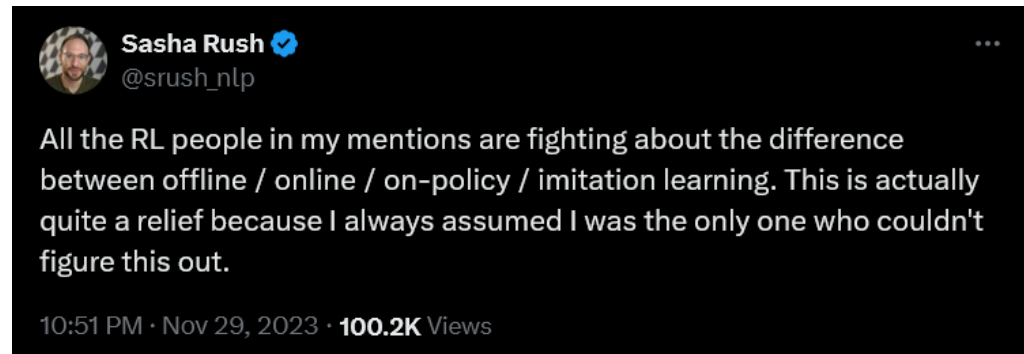 Sasha Rush
@srush_nlp
All the RL people in my mentions are fighting about the difference
between offline / online / on-policy / imitation learning. This is actually
quite a relief because I always assumed I was the only one who couldn't
figure this out.
10:51 PM · Nov 29, 2023 · 100.2K Views